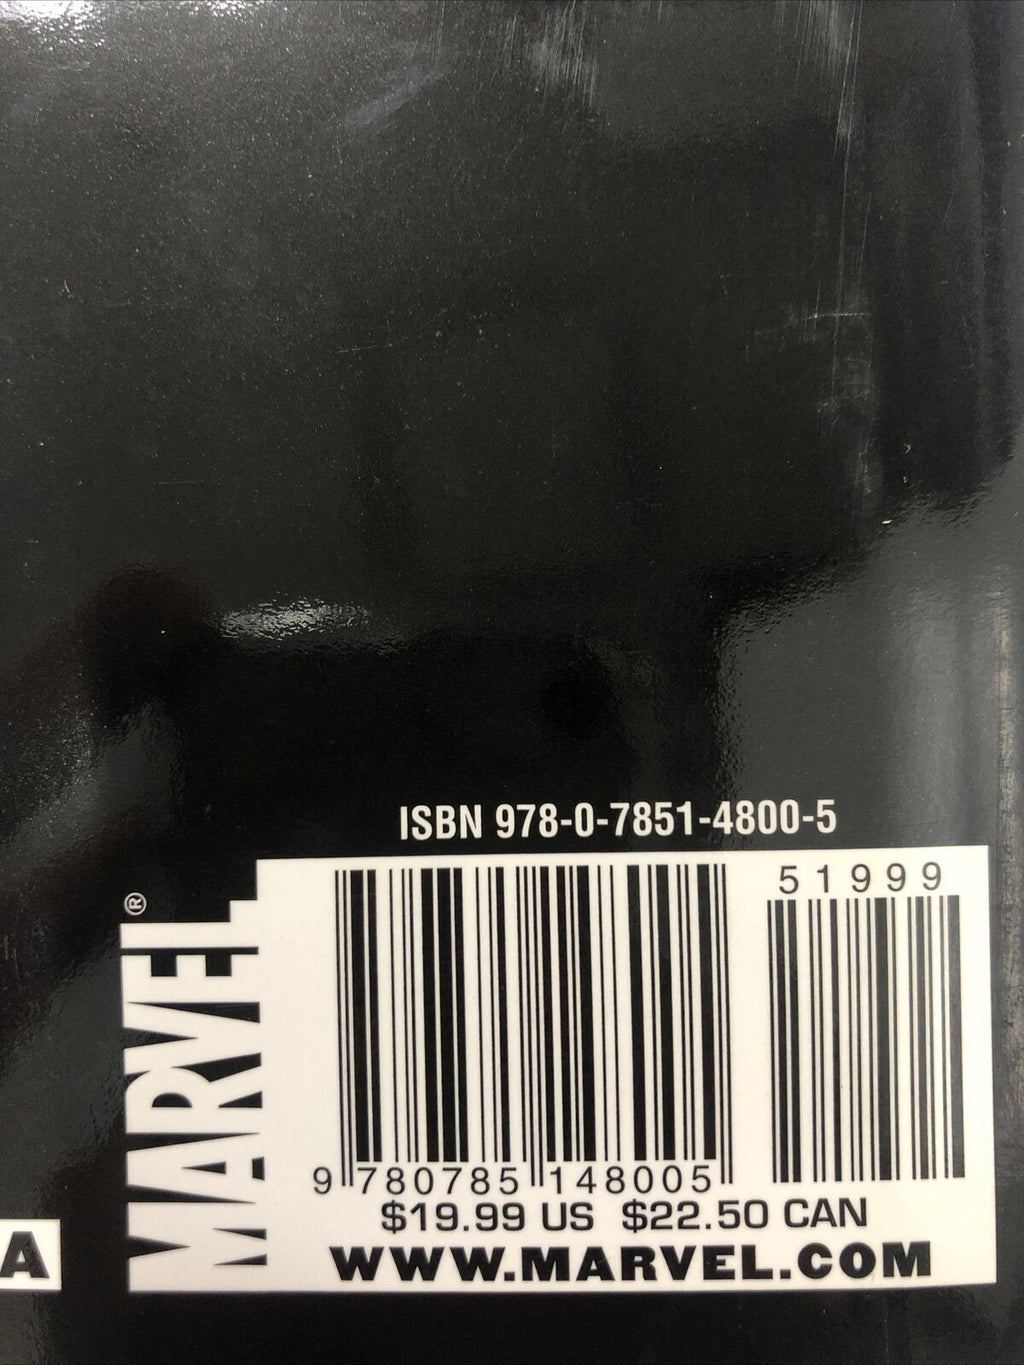 ISBN 978-0-7851-4800-5
51999
MARVEL®
9 780785 148005
$19.99 US $22.50 CAN
A
WWW.MARVEL.COM